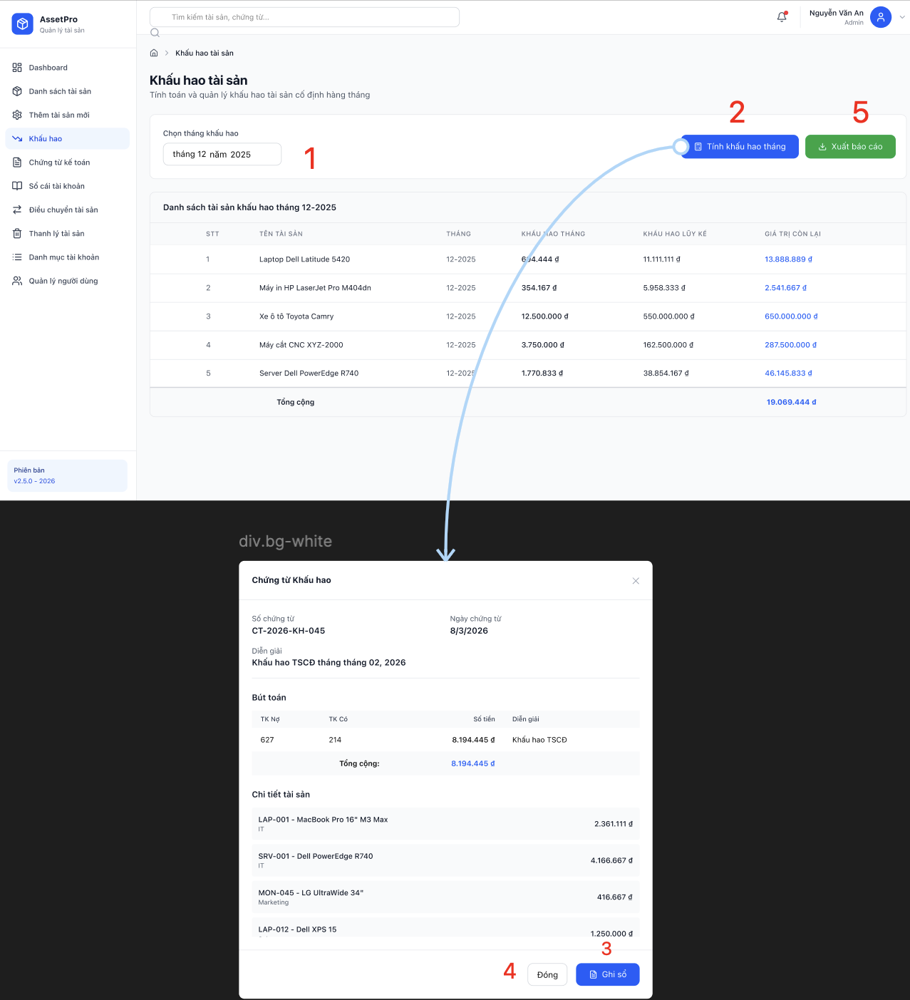 AssetPro
Quản lý tài sản
Tìm kiếm tài sản, chứng từ...
Nguyễn Văn An
Admin
Dashboard
Danh sách tài sản
Thêm tài sản mới
Khấu hao
Chứng từ kế toán
Sổ cái tài khoản
Điều chuyển tài sản
Thanh lý tài sản
Danh mục tài khoản
Quản lý người dùng
Phiên bản
v2.5.0 - 2026
Khấu hao tài sản
Khấu hao tài sản
Tính toán và quản lý khấu hao tài sản cố định hàng tháng
2
5
Chọn tháng khấu hao
tháng 12 năm 2025
1
Tính khấu hao tháng
Xuất báo cáo
Danh sách tài sản khấu hao tháng 12-2025
STT TÊN TÀI SẢN THÁNG KHẤU HAO THÁNG KHẤU HAO LŨY KẾ GIÁ TRỊ CÒN LẠI
1 Laptop Dell Latitude 5420 12-2025 694.444 ₫ 11.111.111 ₫ 13.888.889 ₫
2 Máy in HP LaserJet Pro M404dn 12-2025 354.167 ₫ 5.958.333 ₫ 2.541.667 ₫
3 Xe ô tô Toyota Camry 12-2025 12.500.000 ₫ 550.000.000 ₫ 650.000.000 ₫
4 Máy cắt CNC XYZ-2000 12-2025 3.750.000 ₫ 162.500.000 ₫ 287.500.000 ₫
5 Server Dell PowerEdge R740 12-2025 1.770.833 ₫ 38.854.167 ₫ 46.145.833 ₫
Tổng cộng 19.069.444 ₫
div.bg-white
Chứng từ Khấu hao
Số chứng từ Ngày chứng từ
CT-2026-KH-045 8/3/2026
Diễn giải
Khấu hao TSCĐ tháng tháng 02, 2026
Bút toán
TK Nợ TK Có Số tiền Diễn giải
627 214 8.194.445 ₫ Khấu hao TSCĐ
Tổng cộng: 8.194.445 ₫
Chi tiết tài sản
LAP-001 - MacBook Pro 16" M3 Max 2.361.111 ₫
IT
SRV-001 - Dell PowerEdge R740 4.166.667 ₫
IT
MON-045 - LG UltraWide 34" 416.667 ₫
Marketing
LAP-012 - Dell XPS 15 1.250.000 ₫
3
4
Đóng
Ghi sổ